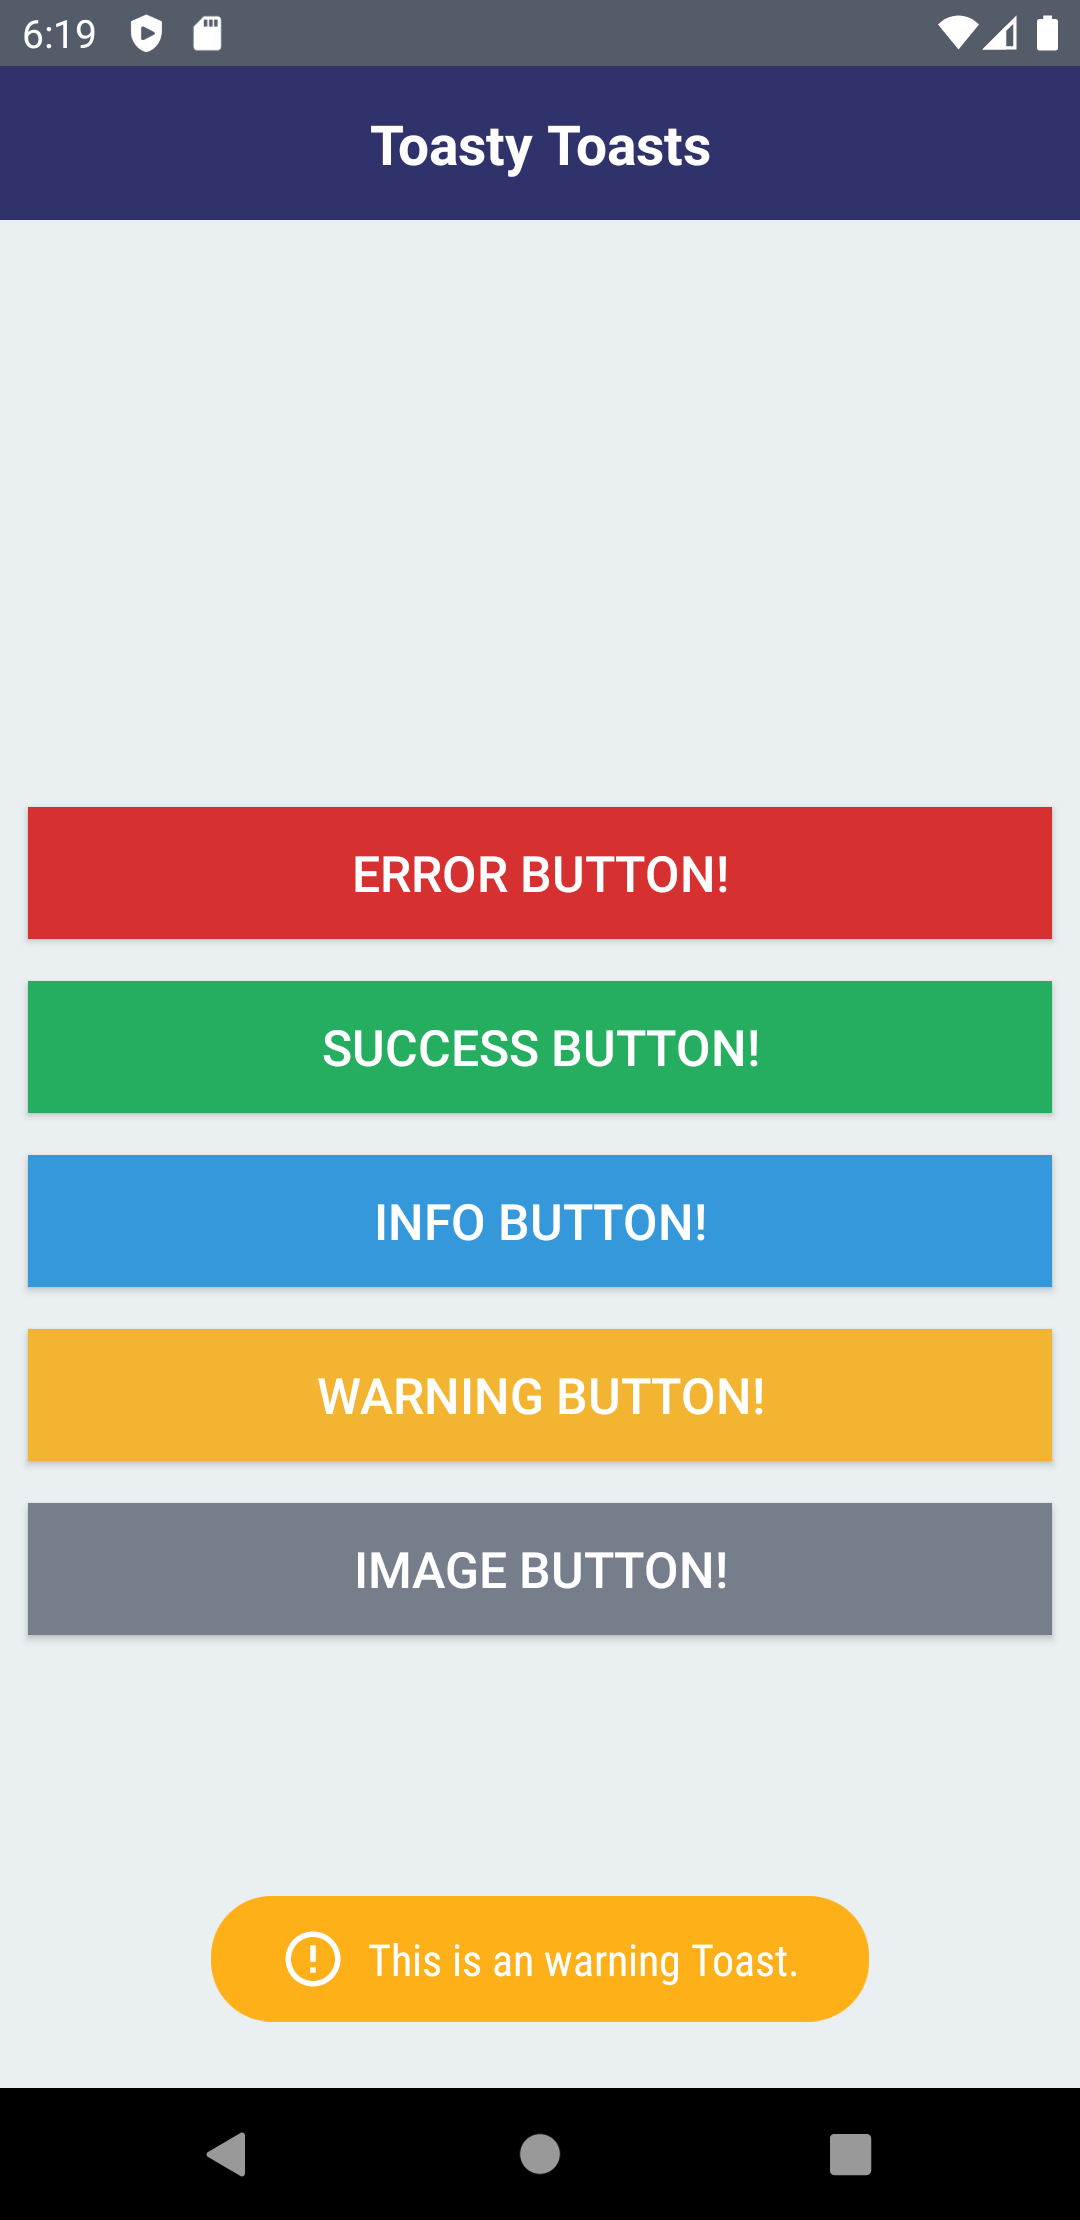 6:19
Toasty Toasts
ERROR BUTTON!
SUCCESS BUTTON!
INFO BUTTON!
WARNING BUTTON!
IMAGE BUTTON!
This is an warning Toast.